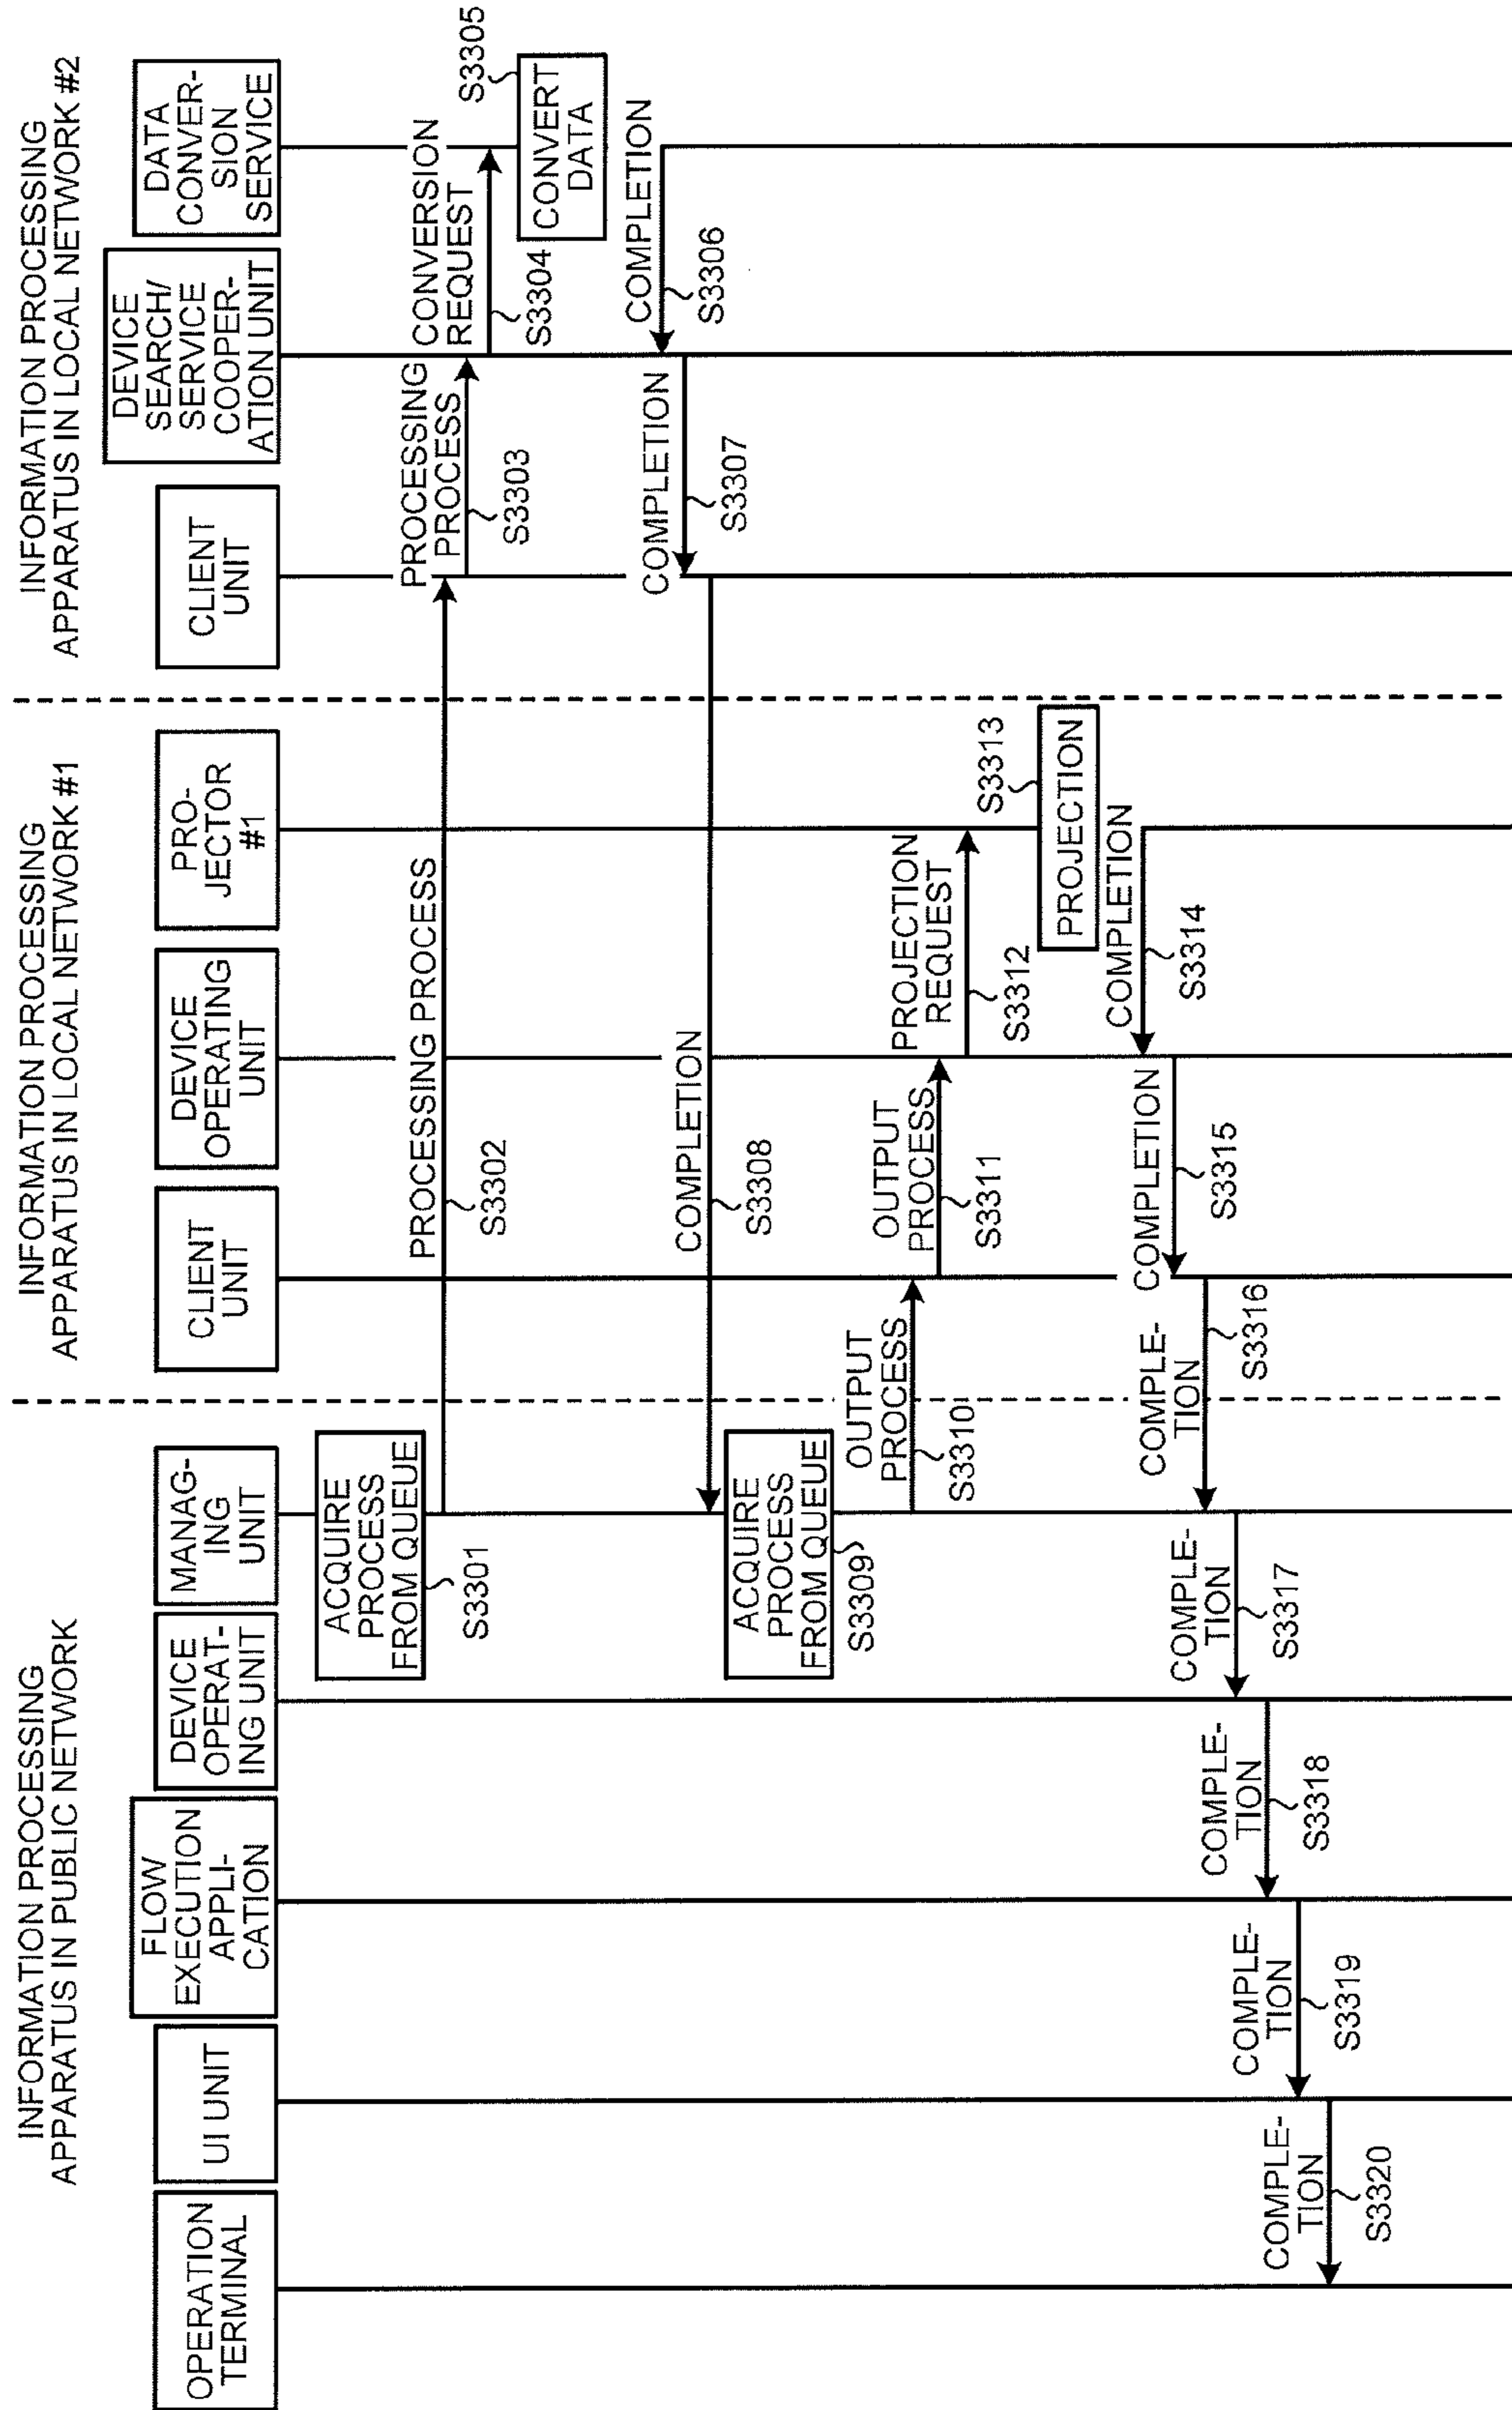 INFORMATION PROCESSING
APPARATUS IN PUBLIC NETWORK
INFORMATION PROCESSING
APPARATUS IN LOCAL NETWORK #1
INFORMATION PROCESSING
APPARATUS IN LOCAL NETWORK #2
OPERATION
TERMINAL
UI UNIT
FLOW
EXECUTION
APPLI-
CATION
DEVICE
OPERAT-
ING UNIT
MANAG-
ING
UNIT
CLIENT
UNIT
DEVICE
OPERATING
UNIT
PRO-
JECTOR
#1
CLIENT
UNIT
DEVICE
SEARCH/
SERVICE
COOPER-
ATION UNIT
DATA
CONVER-
SION
SERVICE
ACQUIRE
PROCESS
FROM QUEUE
S3301
PROCESSING PROCESS
S3302
PROCESSING
PROCESS
S3303
CONVERSION
REQUEST
S3304
S3305
CONVERT
DATA
COMPLETION
S3306
COMPLETION
S3307
COMPLETION
S3308
ACQUIRE
PROCESS
FROM QUEUE
S3309
OUTPUT
PROCESS
S3310
OUTPUT
PROCESS
S3311
PROJECTION
REQUEST
S3312
S3313
PROJECTION
COMPLETION
S3314
COMPLETION
S3315
COMPLE-
TION
S3316
COMPLE-
TION
S3317
COMPLE-
TION
S3318
COMPLE-
TION
S3319
COMPLE-
TION
S3320